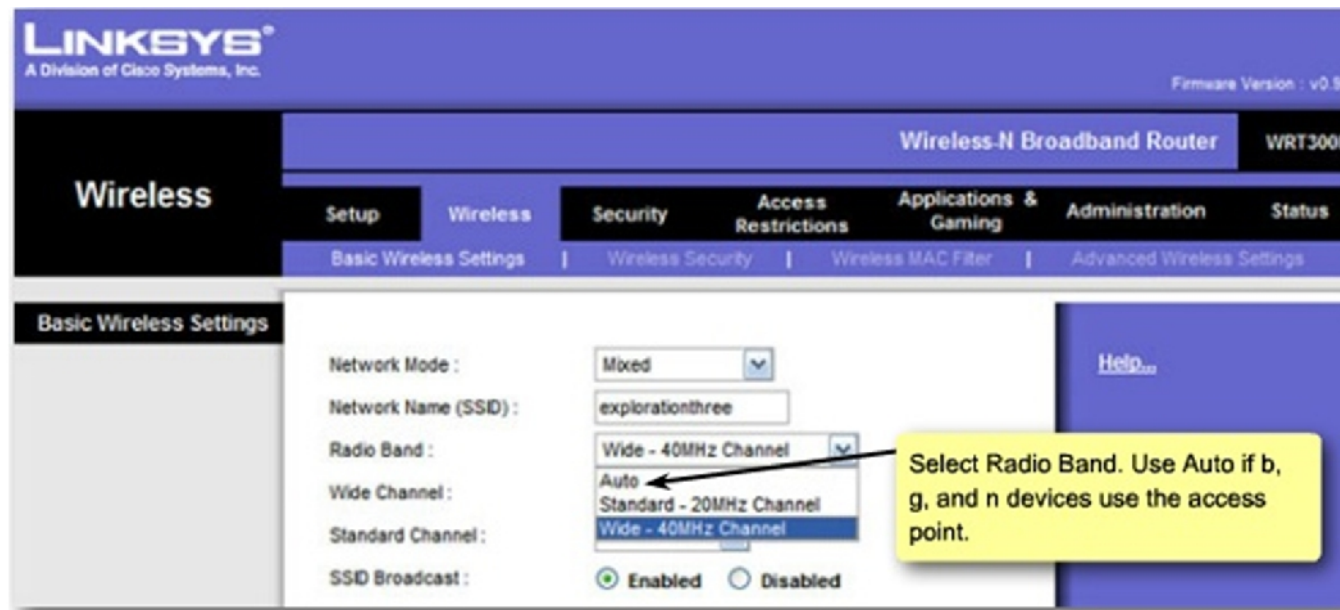 LINKSYS®
A Division of Cisco Systems, Inc.
Firmware Version : v0.9
Wireless-N Broadband Router WRT300
Wireless
Setup Wireless Security Access Restrictions Applications & Gaming Administration Status
Basic Wireless Settings | Wireless Security | Wireless MAC Filter | Advanced Wireless Settings
Basic Wireless Settings
Network Mode : Mixed
Help...
Network Name (SSID) : explorationthree
Radio Band : Wide - 40MHz Channel
Auto
Wide Channel :
Standard - 20MHz Channel
Wide - 40MHz Channel
Standard Channel :
SSID Broadcast : Enabled Disabled
Select Radio Band. Use Auto if b,
g, and n devices use the access
point.